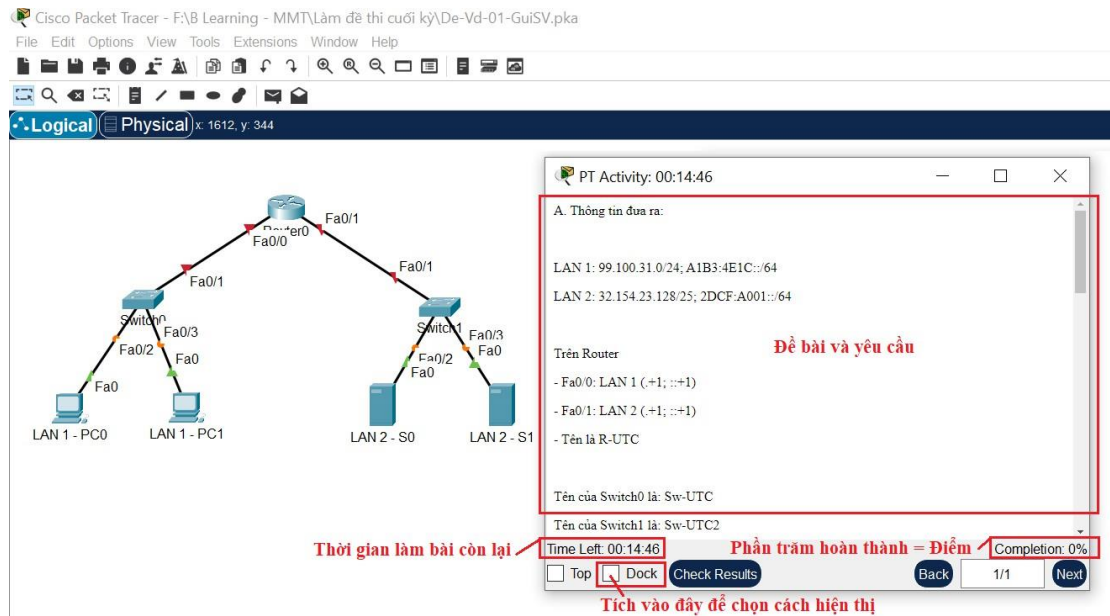 Cisco Packet Tracer - F:\B Learning - MMT\Làm đề thi cuối kỳ\De-Vd-01-GuiSV.pka
File Edit Options View Tools Extensions Window Help
Logical Physical x: 1612, y: 344
PT Activity: 00:14:46
A. Thông tin đưa ra:
LAN 1: 99.100.31.0/24; A1B3:4E1C::/64
LAN 2: 32.154.23.128/25; 2DCF:A001::/64
Đề bài và yêu cầu
Trên Router
- Fa0/0: LAN 1 (.+1; ::+1)
- Fa0/1: LAN 2 (.+1; ::+1)
- Tên là R-UTC
Tên của Switch0 là: Sw-UTC
Tên của Switch1 là: Sw-UTC2
Router0
Fa0/1
Fa0/0
Fa0/1
Fa0/1
Switch0
Fa0/3
Fa0/2
Fa0
Fa0
LAN 1 - PC0
LAN 1 - PC1
Switch1
Fa0/3
Fa0/2
Fa0
Fa0
LAN 2 - S0
LAN 2 - S1
Thời gian làm bài còn lại
Time Left: 00:14:46
Phần trăm hoàn thành = Điểm
Completion: 0%
Top Dock Check Results Back 1/1 Next
Tích vào đây để chọn cách hiện thị